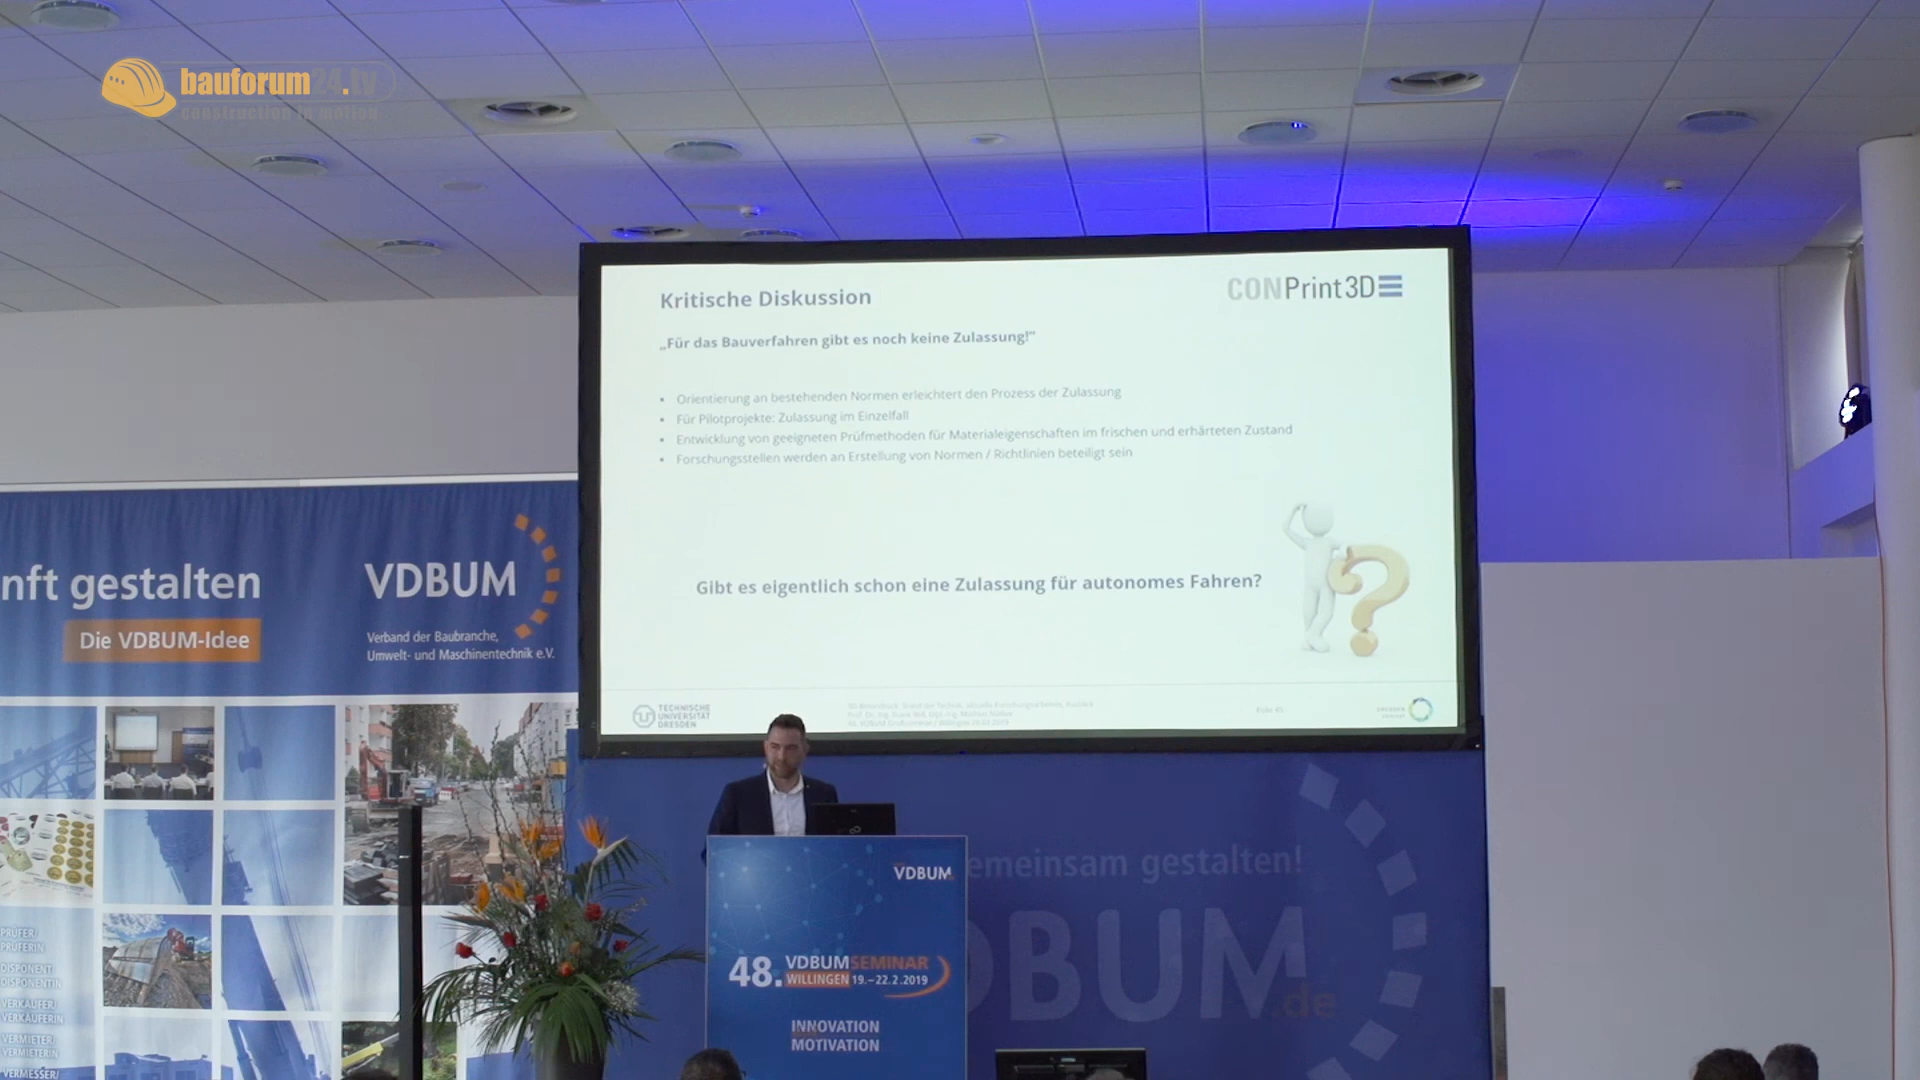 bauforum24.tv
construction in motion
Kritische Diskussion
CONPrint3D
„Für das Bauverfahren gibt es noch keine Zulassung!“
• Orientierung an bestehenden Normen erleichtert den Prozess der Zulassung
• Für Pilotprojekte: Zulassung im Einzelfall
• Entwicklung von geeigneten Prüfmethoden für Materialeigenschaften im frischen und erhärteten Zustand
• Forschungsstellen werden an Erstellung von Normen / Richtlinien beteiligt sein
Gibt es eigentlich schon eine Zulassung für autonomes Fahren?
TECHNISCHE
UNIVERSITÄT
DRESDEN
nft gestalten
Die VDBUM-Idee
VDBUM
Verband der Baubranche,
Umwelt- und Maschinentechnik e.V.
PRÜFER/
PRÜFERIN
DISPONENT/
DISPONENTIN
VERKÄUFER/
VERKÄUFERIN
VERMIETER/
VERMIETERIN
VERMESSER/
emeinsam gestalten!
DBUM.de
VDBUM
48. VDBUMSEMINAR
WILLINGEN 19.–22.2.2019
INNOVATION
MOTIVATION